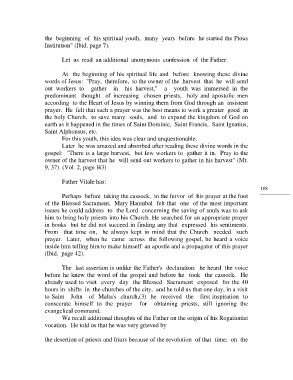 the beginning of his spiritual youth, many years before he started the Pious
Institution" (Ibid. page 7).
Let us read an additional anonymous confession of the Father:
At the beginning of his spiritual life and before knowing these divine
words of Jesus: "Pray, therefore, to the owner of the harvest that he will send
out workers to gather in his harvest," a youth was immersed in the
predominant thought of increasing chosen priests, holy and apostolic men
according to the Heart of Jesus by winning them from God through an insistent
prayer. He felt that such a prayer was the best means to work a greater good in
the holy Church, to save many souls, and to expand the kingdom of God on
earth as it happened in the times of Saint Dominic, Saint Francis, Saint Ignatius,
Saint Alphonsus, etc.
For this youth, this idea was clear and unquestionable.
Later he was amazed and absorbed after reading these divine words in the
gospel: "There is a large harvest, but few workers to gather it in. Pray to the
owner of the harvest that he will send out workers to gather in his harvest" (Mt.
9, 37). (Vol. 2, page 143)
Father Vitale has:
108
Perhaps before taking the cassock, in the fervor of his prayer at the foot
of the Blessed Sacrament, Mary Hannibal felt that one of the most important
issues he could address to the Lord concerning the saving of souls was to ask
him to bring holy priests into his Church. He searched for an appropriate prayer
in books but he did not succeed in finding any that expressed his sentiments.
From that time on, he always kept in mind that the Church needed such
prayer. Later, when he came across the following gospel, he heard a voice
inside him telling him to make himself an apostle and a propagator of this prayer
(Ibid. page 42).
The last assertion is unlike the Father's declaration: he heard the voice
before he knew the word of the gospel and before he took the cassock. He
already used to visit every day the Blessed Sacrament exposed for the 40
hours in shifts in the churches of the city, and he told us that one day, in a visit
to Saint John of Malta's church,(3) he received the first inspiration to
consecrate himself to the prayer for obtaining priests, still ignoring the
evangelical command.
We recall additional thoughts of the Father on the origin of his Rogationist
vocation. He told us that he was very grieved by
the desertion of priests and friars because of the revolution of that time; on the